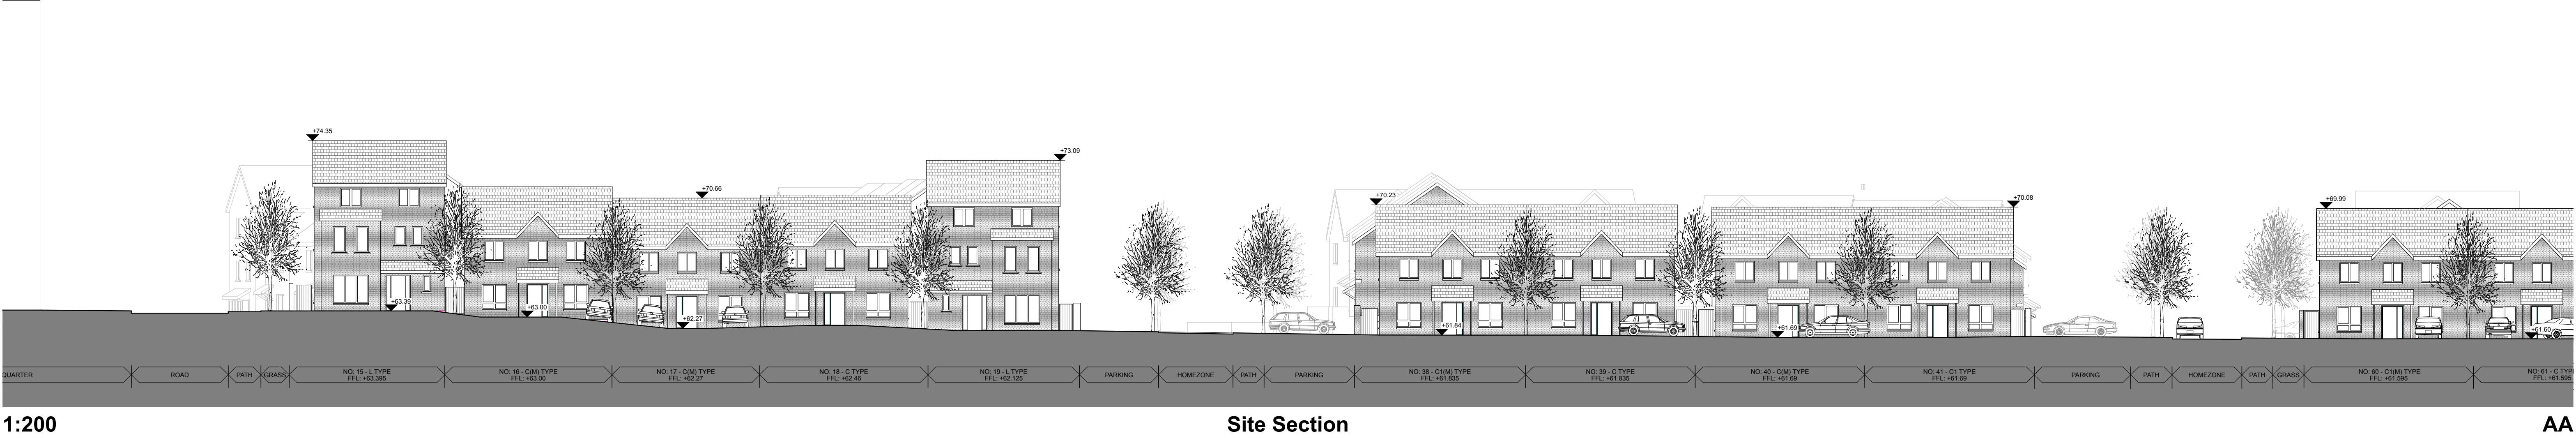 +74.35
+73.09
+70.66
+70.23
+70.08
+69.99
+63.39
+63.00
+62.27
+61.84
+61.69
+61.60
QUARTER
ROAD
PATH
GRASS
NO: 15 - L TYPE
FFL: +63.395
NO: 16 - C(M) TYPE
FFL: +63.00
NO: 17 - C(M) TYPE
FFL: +62.27
NO: 18 - C TYPE
FFL: +62.46
NO: 19 - L TYPE
FFL: +62.125
PARKING
HOMEZONE
PATH
PARKING
NO: 38 - C1(M) TYPE
FFL: +61.835
NO: 39 - C TYPE
FFL: +61.835
NO: 40 - C(M) TYPE
FFL: +61.69
NO: 41 - C1 TYPE
FFL: +61.69
PARKING
PATH
HOMEZONE
PATH
GRASS
NO: 60 - C1(M) TYPE
FFL: +61.595
NO: 61 - C TYP
FFL: +61.595
1:200
Site Section
AA